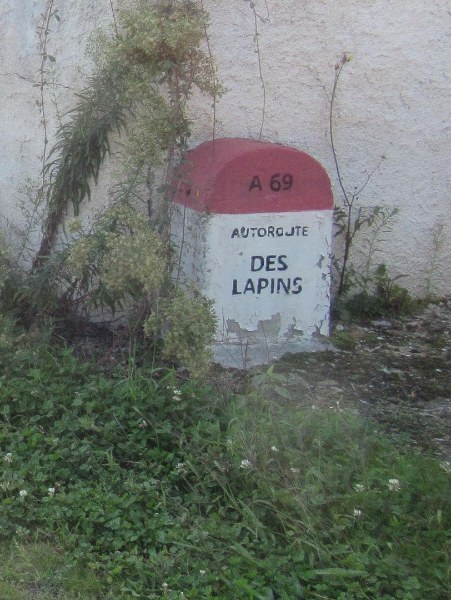 A 69
AUTOROUTE
DES
LAPINS